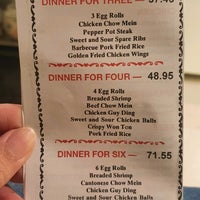 DINNER FOR THREE —
3 Egg Rolls
Chicken Chow Mein
Pepper Pot Steak
Sweet and Sour Spare Ribs
Barbecue Pork Fried Rice
Golden Fried Chicken Wings
DINNER FOR FOUR — 48.95
4 Egg Rolls
Breaded Shrimp
Beef Chow Mein
Chicken Guy Ding
Sweet and Sour Chicken Balls
Crispy Won Ton
Pork Fried Rice
DINNER FOR SIX — 71.55
6 Egg Rolls
Breaded Shrimp
Cantonese Chow Mein
Chicken Guy Ding
Sweet and Sour Chicken Balls